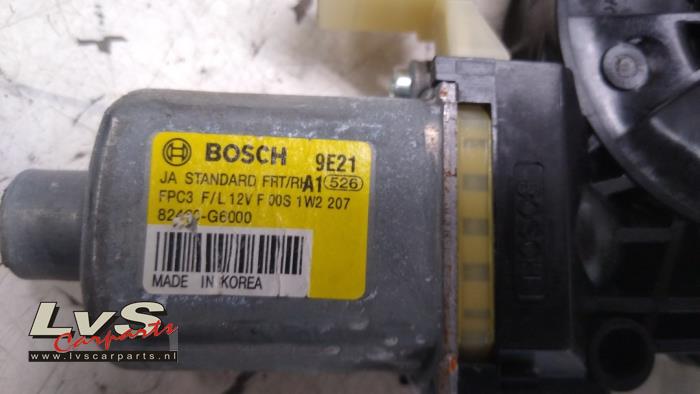 BOSCH 9E21
JA STANDARD FRT/RH A1 526
FPC3 F/L 12V F 00S 1W2 207
82460-G6000
MADE IN KOREA
BOSCH
LvS
Carparts
www.lvscarparts.nl